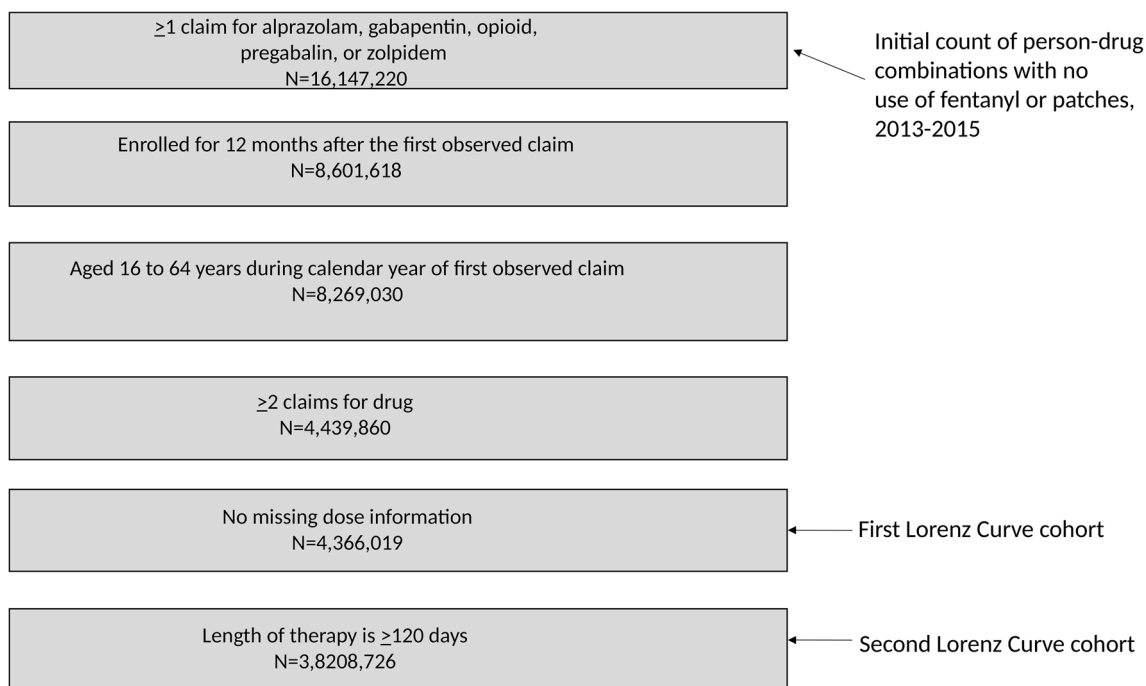 ≥1 claim for alprazolam, gabapentin, opioid,
pregabalin, or zolpidem
N=16,147,220
Initial count of person-drug
combinations with no
use of fentanyl or patches,
2013-2015
Enrolled for 12 months after the first observed claim
N=8,601,618
Aged 16 to 64 years during calendar year of first observed claim
N=8,269,030
≥2 claims for drug
N=4,439,860
No missing dose information
N=4,366,019
First Lorenz Curve cohort
Length of therapy is ≥120 days
N=3,8208,726
Second Lorenz Curve cohort